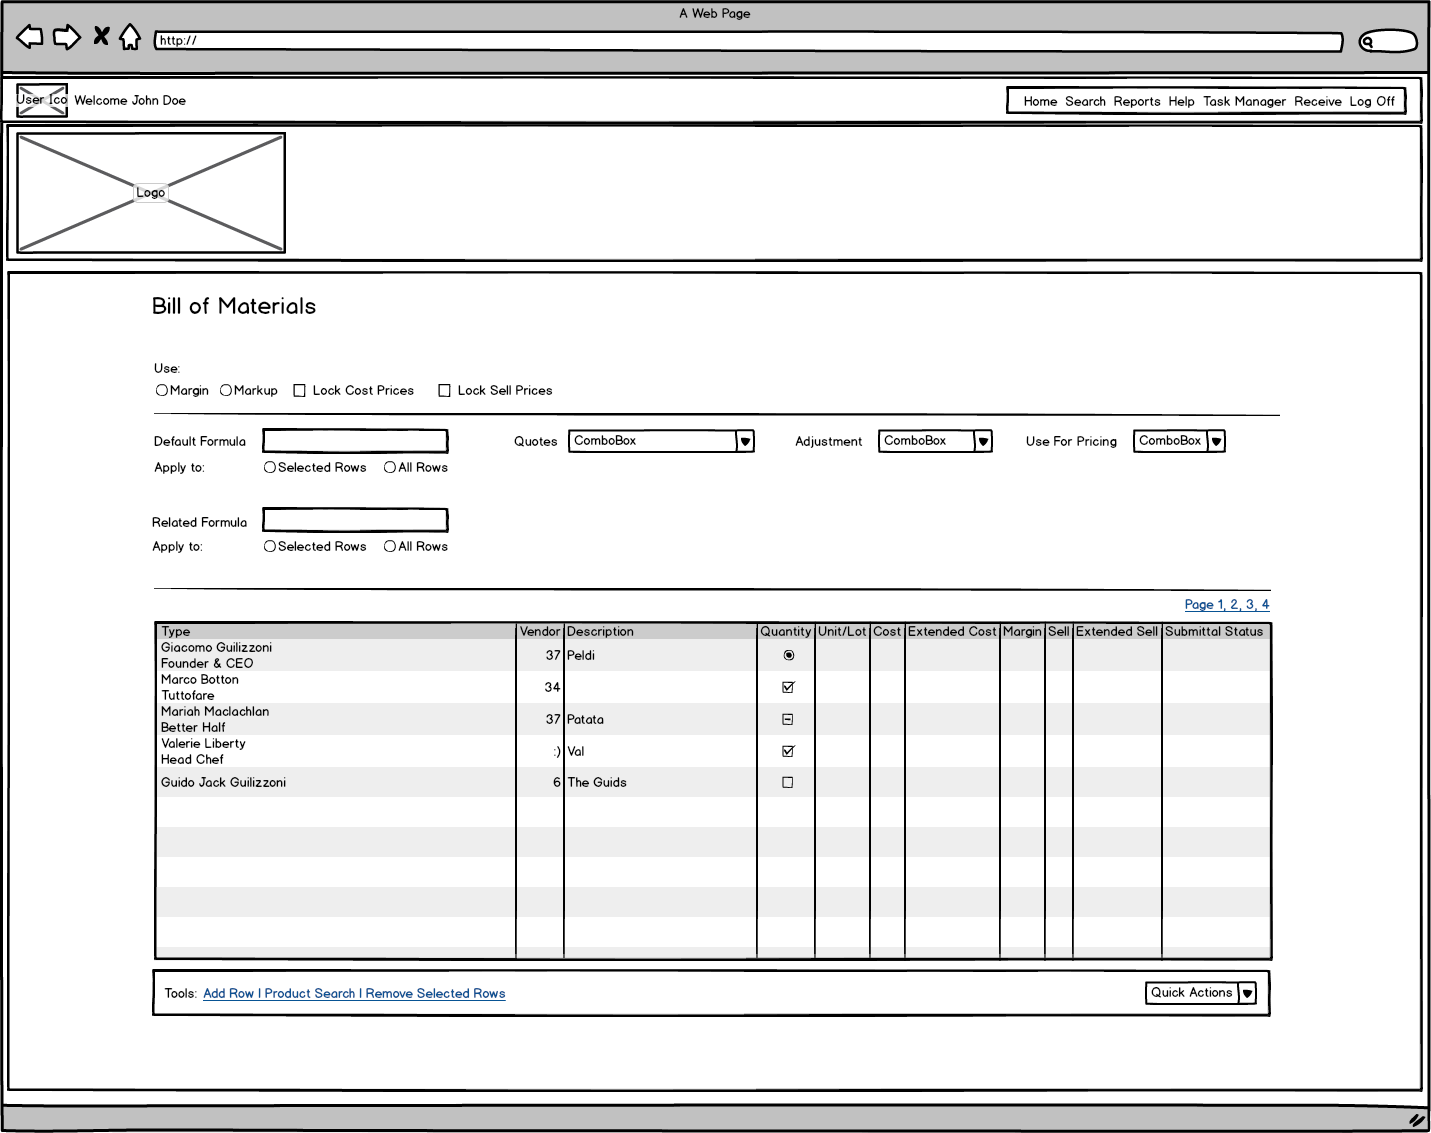 A Web Page
http://
User Ico Welcome John Doe
Home Search Reports Help Task Manager Receive Log Off
Logo
Bill of Materials
Use:
Margin Markup Lock Cost Prices Lock Sell Prices
Default Formula Quotes ComboBox Adjustment ComboBox Use For Pricing ComboBox
Apply to: Selected Rows All Rows
Related Formula
Apply to: Selected Rows All Rows
Page 1, 2, 3, 4
Type Vendor Description Quantity Unit/Lot Cost Extended Cost Margin Sell Extended Sell Submittal Status
Giacomo Guilizzoni
Founder & CEO 37 Peldi
Marco Botton
Tuttofare 34
Mariah Maclachlan
Better Half 37 Patata
Valerie Liberty
Head Chef :) Val
Guido Jack Guilizzoni 6 The Guids
Tools: Add Row | Product Search | Remove Selected Rows Quick Actions